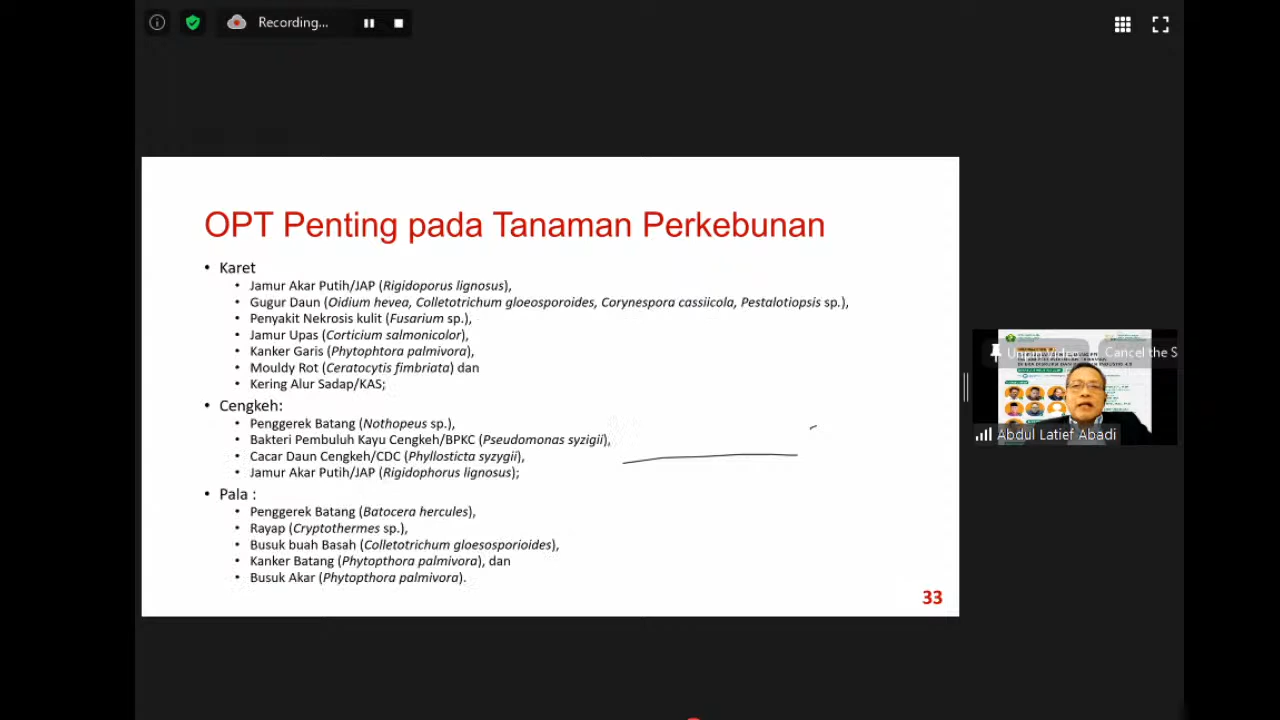 Recording...
OPT Penting pada Tanaman Perkebunan
• Karet
• Jamur Akar Putih/JAP (Rigidoporus lignosus),
• Gugur Daun (Oidium hevea, Colletotrichum gloeosporoides, Corynespora cassiicola, Pestalotiopsis sp.),
• Penyakit Nekrosis kulit (Fusarium sp.),
• Jamur Upas (Corticium salmonicolor),
• Kanker Garis (Phytophtora palmivora),
• Mouldy Rot (Ceratocytis fimbriata) dan
• Kering Alur Sadap/KAS;
• Cengkeh:
• Penggerek Batang (Nothopeus sp.),
• Bakteri Pembuluh Kayu Cengkeh/BPKC (Pseudomonas syzigii),
• Cacar Daun Cengkeh/CDC (Phyllosticta syzygii),
• Jamur Akar Putih/JAP (Rigidophorus lignosus);
• Pala :
• Penggerek Batang (Batocera hercules),
• Rayap (Cryptothermes sp.),
• Busuk buah Basah (Colletotrichum gloesosporioides),
• Kanker Batang (Phytopthora palmivora), dan
• Busuk Akar (Phytopthora palmivora).
33
Cancel the S
Abdul Latief Abadi